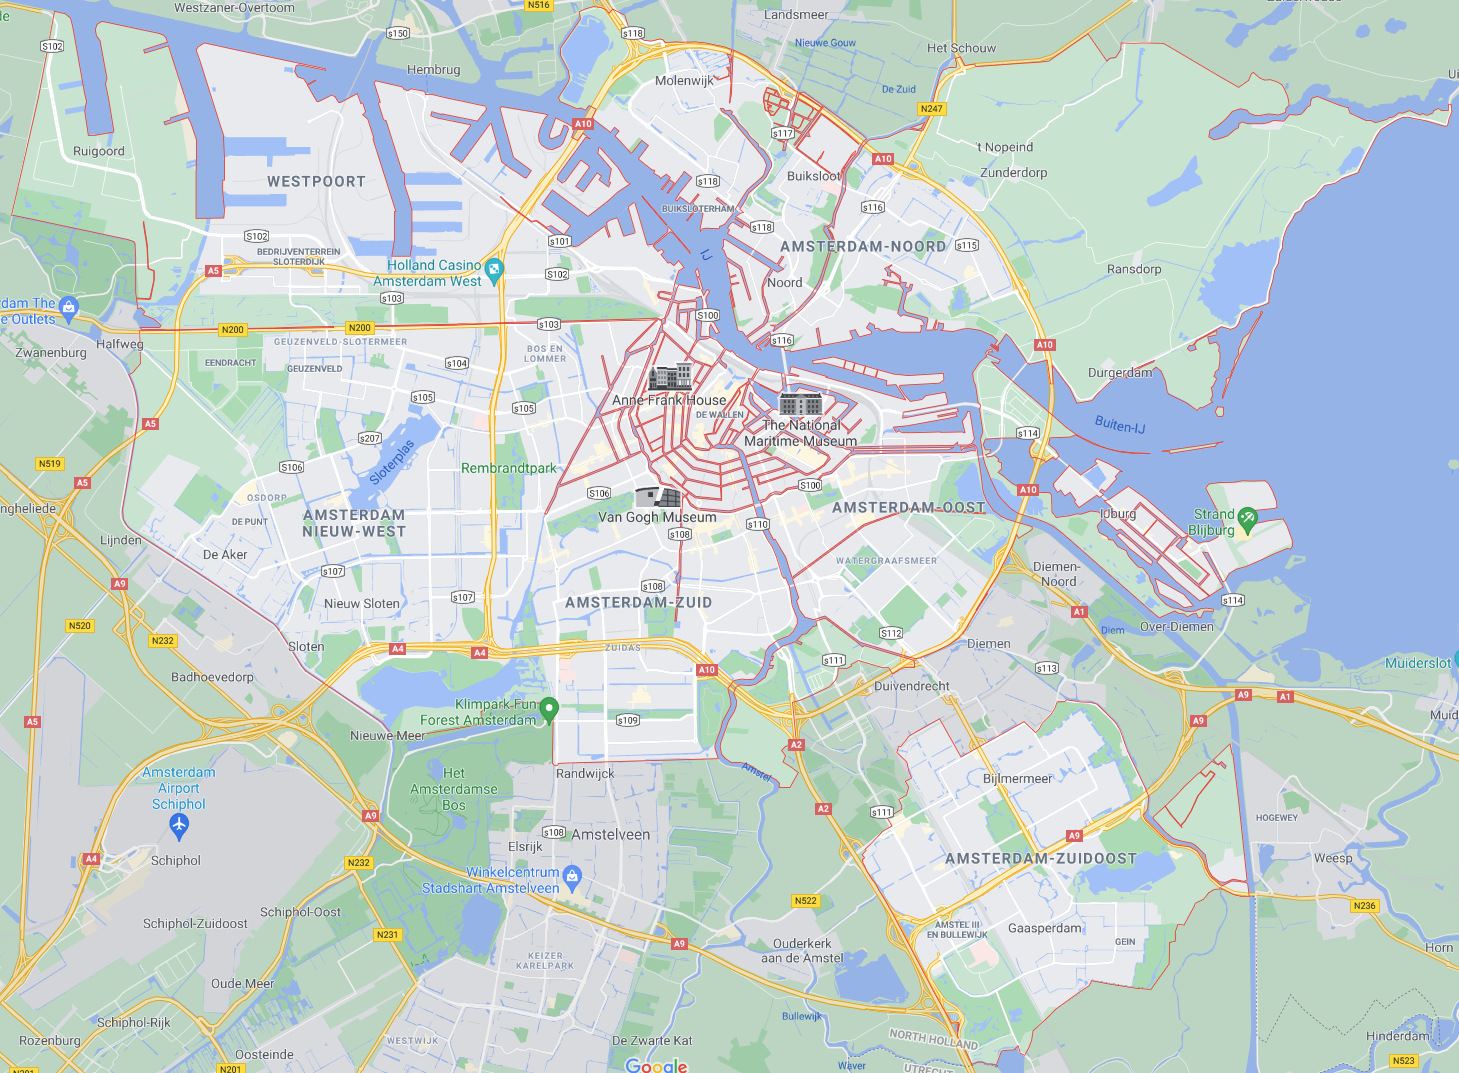 Westzaner-Overtoom
N516
Landsmeer
s118
Nieuwe Gouw
Het Schouw
S102
s150
Hembrug
Molenwijk
De Zuid
N247
A10
s117
A10
Ruigoord
't Nopeind
Zunderdorp
WESTPOORT
s118
Buiksloot
s116
BUIKSLOTERHAM
s118
S102
s101
AMSTERDAM-NOORD
s115
BEDRIJVENTERREIN
SLOTERDIJK
IJ
A5
Holland Casino
Amsterdam West
S102
Ransdorp
Noord
s103
dam The
e Outlets
S100
N200
N200
s103
Halfweg
GEUZENVELD-SLOTERMEER
s116
A10
Zwanenburg
EENDRACHT
GEUZENVELD
s104
BOS EN
LOMMER
Durgerdam
s105
s105
Anne Frank House
DE WALLEN
The National
Maritime Museum
A5
s207
Sloterplas
Buiten-IJ
s114
N519
S106
Rembrandtpark
A5
OSDORP
S106
S100
A10
ngheliede
AMSTERDAM
NIEUW-WEST
DE PUNT
Van Gogh Museum
s110
AMSTERDAM-OOST
IJburg
Strand
Blijburg
s108
Lijnden
De Aker
WATERGRAAFSMEER
Diemen-
Noord
s107
A9
s108
s107
Nieuw Sloten
AMSTERDAM-ZUID
A1
s114
N520
N232
Sloten
S112
Diem
Over-Diemen
A4
A4
ZUIDAS
Diemen
s111
A10
s113
Muiderslot
Badhoevedorp
Duivendrecht
A9
A1
A5
Klimpark Fun
Forest Amsterdam
s109
A9
Muid
Nieuwe Meer
A2
Amsterdam
Airport
Schiphol
Het
Amsterdamse
Bos
Randwijck
Amstel
Bijlmermeer
A2
s111
A9
HOGEWEY
s108
Amstelveen
A9
Elsrijk
A4
Schiphol
N232
AMSTERDAM-ZUIDOOST
Weesp
Winkelcentrum
Stadshart Amstelveen
N522
N236
Schiphol-Oost
Schiphol-Zuidoost
N231
A9
AMSTEL III
EN BULLEWIJK
Gaasperdam
GEIN
Ouderkerk
aan de Amstel
Horn
KEIZER
KARELPARK
Oude Meer
Bullewijk
Schiphol-Rijk
Rozenburg
WESTWIJK
De Zwarte Kat
NORTH HOLLAND
UTRECHT
Hinderdam
Oosteinde
N201
N201
Google
Waver
N523